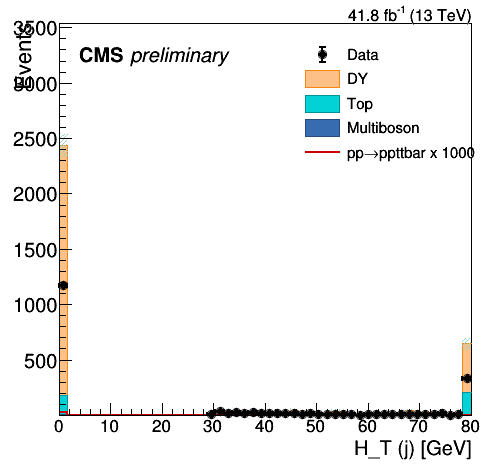 41.8 fb⁻¹ (13 TeV)
Events
3500
3000
2500
2000
1500
1000
500
CMS preliminary
Data
DY
Top
Multiboson
pp→ppttbar x 1000
0 10 20 30 40 50 60 70 80
H_T (j) [GeV]